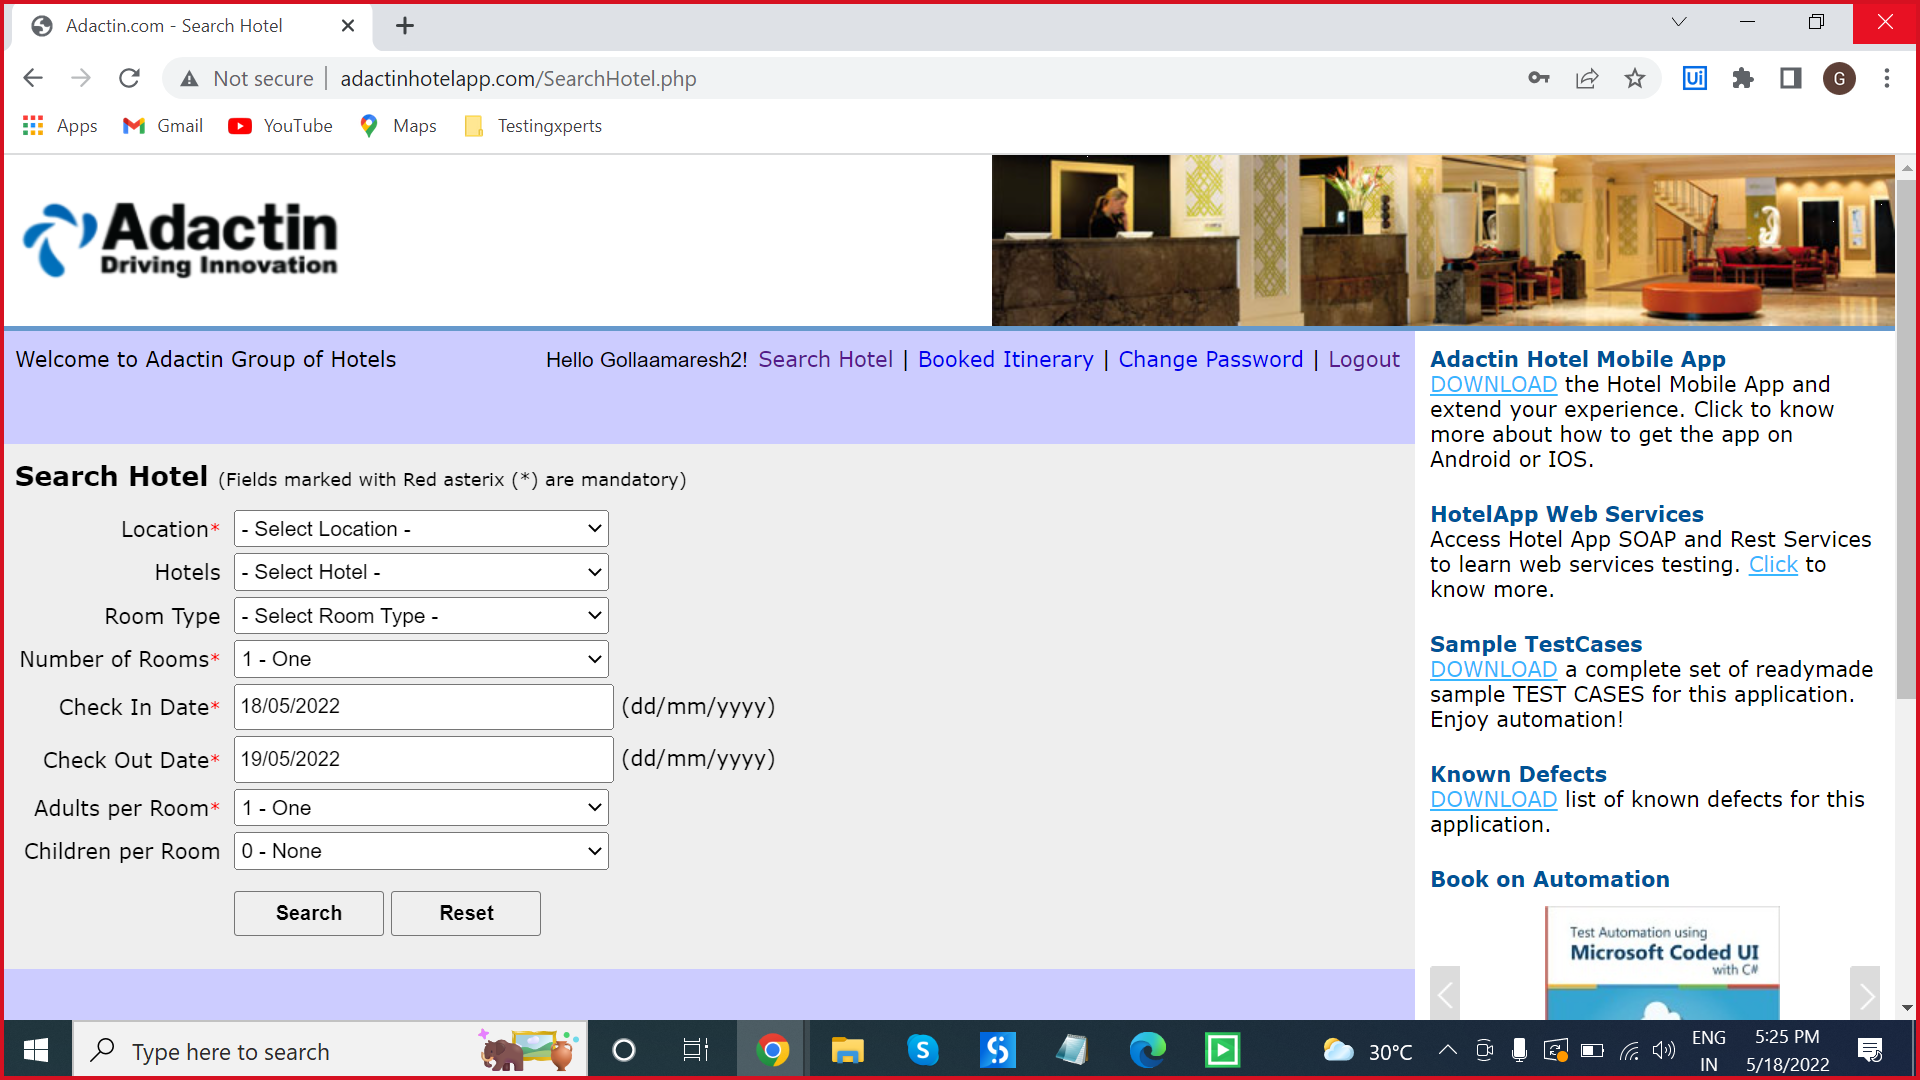 Adactin.com - Search Hotel
Not secure | adactinhotelapp.com/SearchHotel.php
Ui
G
Apps
Gmail
YouTube
Maps
Testingxperts
Adactin
Driving Innovation
Welcome to Adactin Group of Hotels
Hello Gollaamaresh2! Search Hotel | Booked Itinerary | Change Password | Logout
Search Hotel (Fields marked with Red asterix (*) are mandatory)
Location* - Select Location -
Hotels - Select Hotel -
Room Type - Select Room Type -
Number of Rooms* 1 - One
Check In Date* 18/05/2022 (dd/mm/yyyy)
Check Out Date* 19/05/2022 (dd/mm/yyyy)
Adults per Room* 1 - One
Children per Room 0 - None
Search
Reset
Adactin Hotel Mobile App
DOWNLOAD the Hotel Mobile App and
extend your experience. Click to know
more about how to get the app on
Android or IOS.
HotelApp Web Services
Access Hotel App SOAP and Rest Services
to learn web services testing. Click to
know more.
Sample TestCases
DOWNLOAD a complete set of readymade
sample TEST CASES for this application.
Enjoy automation!
Known Defects
DOWNLOAD list of known defects for this
application.
Book on Automation
Test Automation using
Microsoft Coded UI
with C#
Type here to search
S
30°C
ENG
IN
5:25 PM
5/18/2022